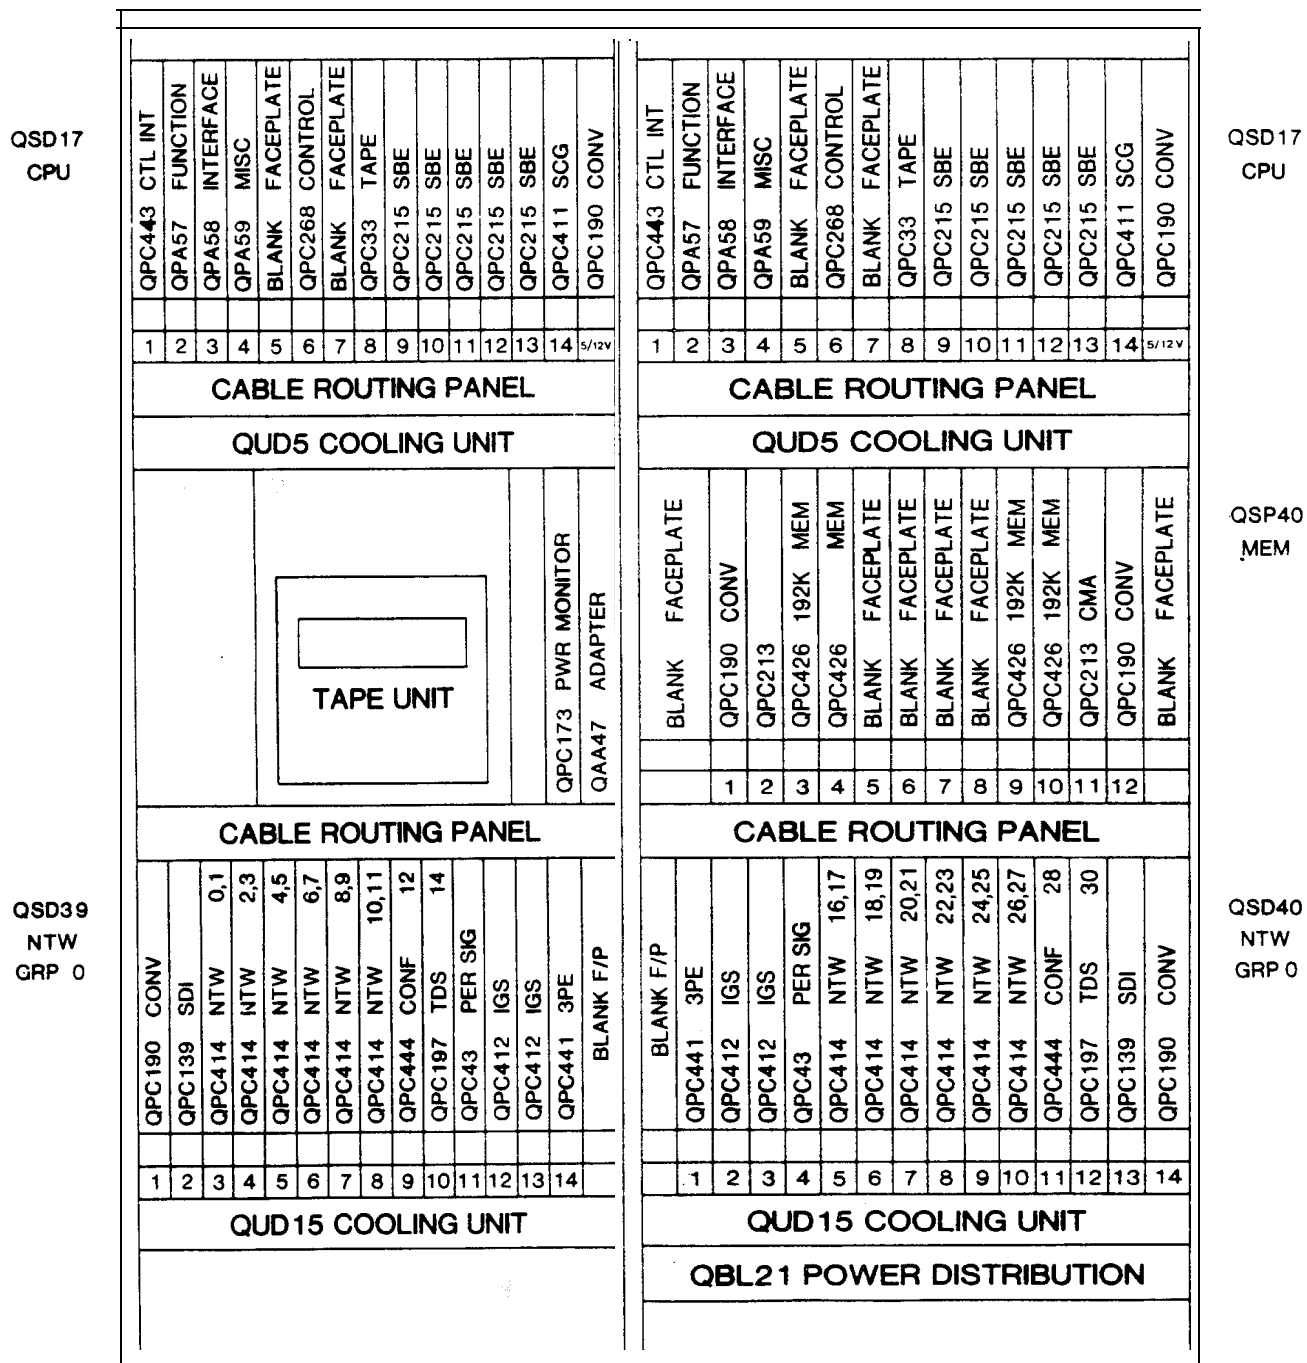 QSD17
CPU
QPC443 CTL INT
QPA57 FUNCTION
QPA58 INTERFACE
QPA59 MISC
BLANK FACEPLATE
QPC268 CONTROL
BLANK FACEPLATE
QPC33 TAPE
QPC215 SBE
QPC215 SBE
QPC215 SBE
QPC215 SBE
QPC215 SBE
QPC411 SCG
QPC190 CONV
1 2 3 4 5 6 7 8 9 10 11 12 13 14 5/12V
CABLE ROUTING PANEL
QUD5 COOLING UNIT
TAPE UNIT
QPC173 PWR MONITOR
QAA47 ADAPTER
CABLE ROUTING PANEL
QSD39
NTW
GRP 0
QPC190 CONV
QPC139 SDI
QPC414 NTW 0,1
QPC414 NTW 2,3
QPC414 NTW 4,5
QPC414 NTW 6,7
QPC414 NTW 8,9
QPC414 NTW 10,11
QPC444 CONF 12
QPC197 TDS 14
QPC43 PER SIG
QPC412 IGS
QPC412 IGS
QPC441 3PE
BLANK F/P
1 2 3 4 5 6 7 8 9 10 11 12 13 14
QUD15 COOLING UNIT
QSD17
CPU
QPC443 CTL INT
QPA57 FUNCTION
QPA58 INTERFACE
QPA59 MISC
BLANK FACEPLATE
QPC268 CONTROL
BLANK FACEPLATE
QPC33 TAPE
QPC215 SBE
QPC215 SBE
QPC215 SBE
QPC215 SBE
QPC215 SBE
QPC411 SCG
QPC190 CONV
1 2 3 4 5 6 7 8 9 10 11 12 13 14 5/12V
CABLE ROUTING PANEL
QUD5 COOLING UNIT
QSP40
MEM
BLANK FACEPLATE
QPC190 CONV
QPC213
QPC426 192K MEM
QPC426 MEM
BLANK FACEPLATE
BLANK FACEPLATE
BLANK FACEPLATE
BLANK FACEPLATE
QPC426 192K MEM
QPC426 192K MEM
QPC213 CMA
QPC190 CONV
BLANK FACEPLATE
1 2 3 4 5 6 7 8 9 10 11 12
CABLE ROUTING PANEL
QSD40
NTW
GRP 0
BLANK F/P
QPC441 3PE
QPC412 IGS
QPC412 IGS
QPC43 PER SIG
QPC414 NTW 16,17
QPC414 NTW 18,19
QPC414 NTW 20,21
QPC414 NTW 22,23
QPC414 NTW 24,25
QPC414 NTW 26,27
QPC444 CONF 28
QPC197 TDS 30
QPC139 SDI
QPC190 CONV
1 2 3 4 5 6 7 8 9 10 11 12 13 14
QUD15 COOLING UNIT
QBL21 POWER DISTRIBUTION